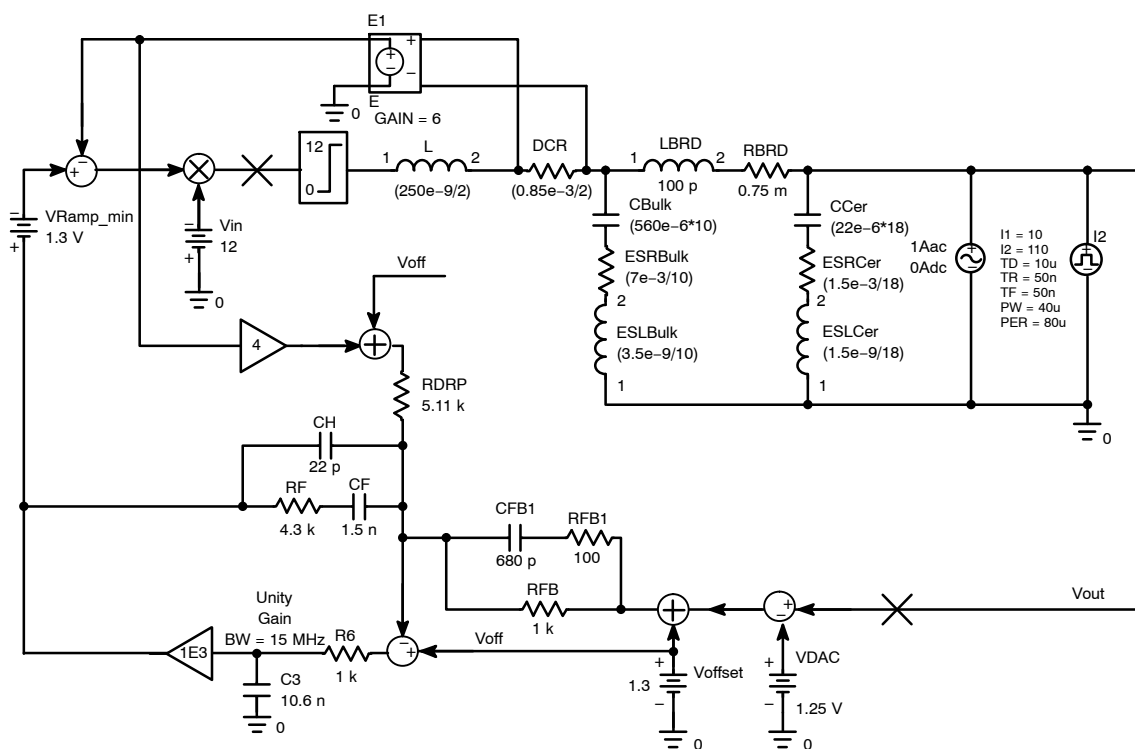 E1
+
+
−
−
E
0
GAIN = 6
−
+
12
0
1 L 2
(250e−9/2)
DCR
(0.85e−3/2)
LBRD
1 2
100 p
RBRD
0.75 m
−
VRamp_min
+
1.3 V
−
Vin
+
12
0
CBulk
(560e−6*10)
ESRBulk
(7e−3/10)
2
ESLBulk
(3.5e−9/10)
1
CCer
(22e−6*18)
ESRCer
(1.5e−3/18)
2
ESLCer
(1.5e−9/18)
1
1Aac
0Adc
+
−
I1 = 10
I2 = 110
TD = 10u
TR = 50n
TF = 50n
PW = 40u
PER = 80u
I2
+
−
0
Voff
4
RDRP
5.11 k
CH
22 p
RF
4.3 k
CF
1.5 n
CFB1
680 p
RFB1
100
RFB
1 k
Vout
Unity
Gain
BW = 15 MHz
1E3
R6
1 k
C3
10.6 n
0
−
+
Voff
+
1.3
−
Voffset
0
+
−
+
VDAC
−
1.25 V
0